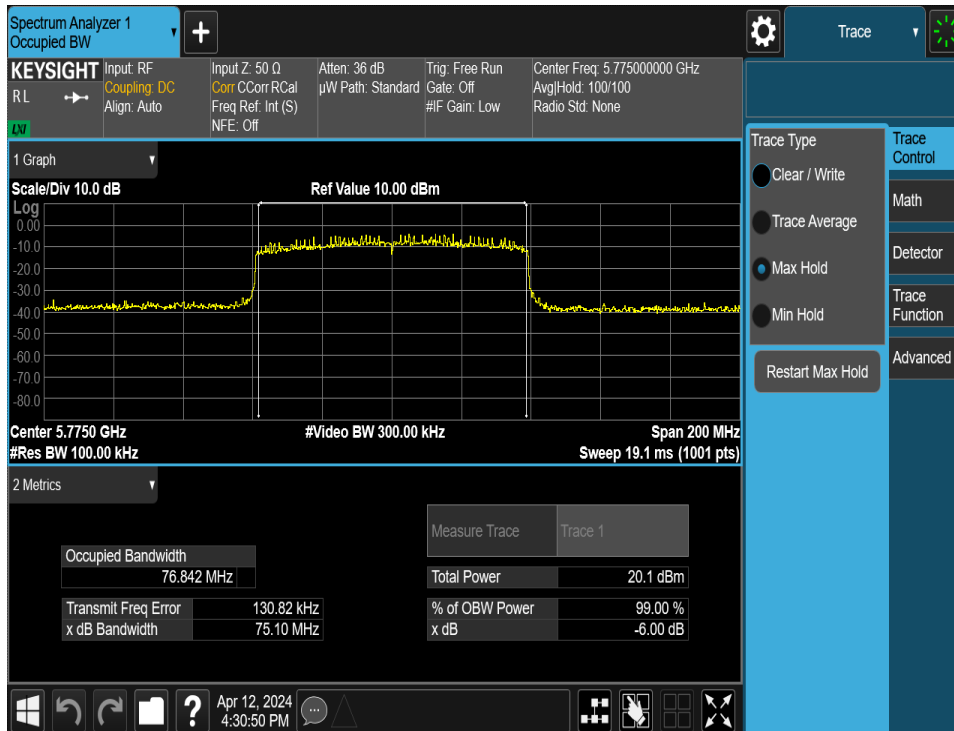 Spectrum Analyzer 1
Occupied BW
+
Trace
KEYSIGHT
RL
LXI
Input: RF
Coupling: DC
Align: Auto
Input Z: 50 Ω
Corr CCorr RCal
Freq Ref: Int (S)
NFE: Off
Atten: 36 dB
µW Path: Standard
Trig: Free Run
Gate: Off
#IF Gain: Low
Center Freq: 5.775000000 GHz
Avg|Hold: 100/100
Radio Std: None
1 Graph
Scale/Div 10.0 dB
Ref Value 10.00 dBm
Log
0.00
-10.0
-20.0
-30.0
-40.0
-50.0
-60.0
-70.0
-80.0
Center 5.7750 GHz
#Video BW 300.00 kHz
Span 200 MHz
#Res BW 100.00 kHz
Sweep 19.1 ms (1001 pts)
2 Metrics
Measure Trace
Trace 1
Occupied Bandwidth
76.842 MHz
Total Power
20.1 dBm
Transmit Freq Error
130.82 kHz
% of OBW Power
99.00 %
x dB Bandwidth
75.10 MHz
x dB
-6.00 dB
Trace Type
Clear / Write
Trace Average
Max Hold
Min Hold
Restart Max Hold
Trace
Control
Math
Detector
Trace
Function
Advanced
?
Apr 12, 2024
4:30:50 PM